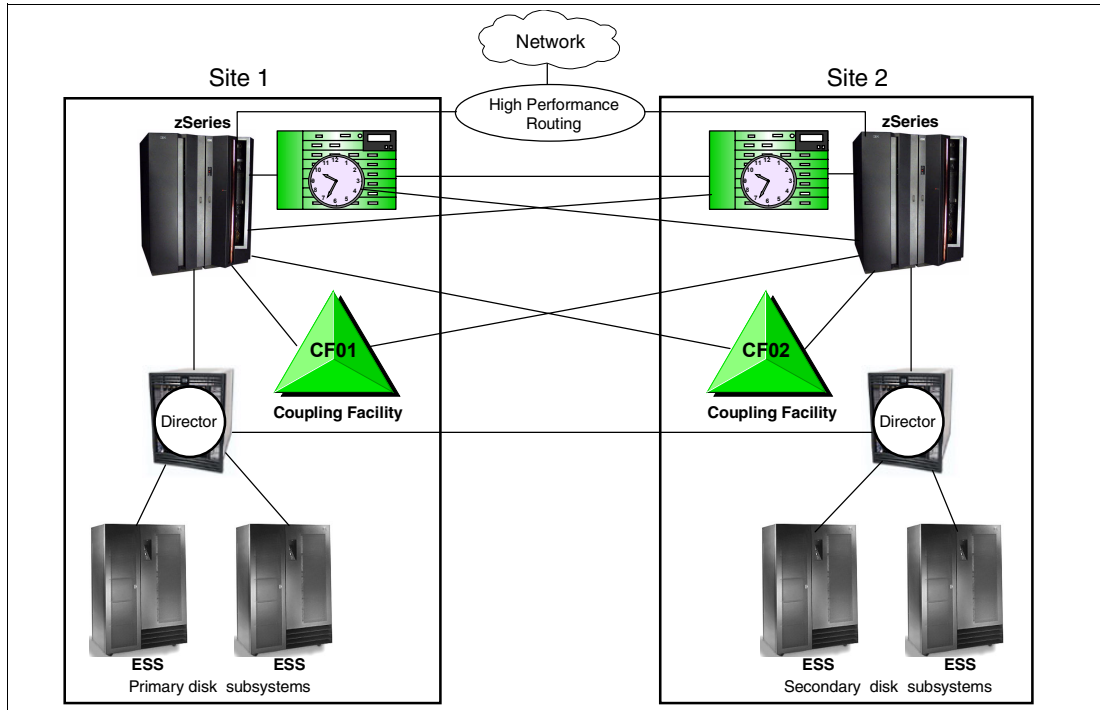 Network
Site 1
Site 2
High Performance
Routing
zSeries
zSeries
CF01
CF02
Coupling Facility
Coupling Facility
Director
Director
ESS
ESS
ESS
ESS
Primary disk subsystems
Secondary disk subsystems